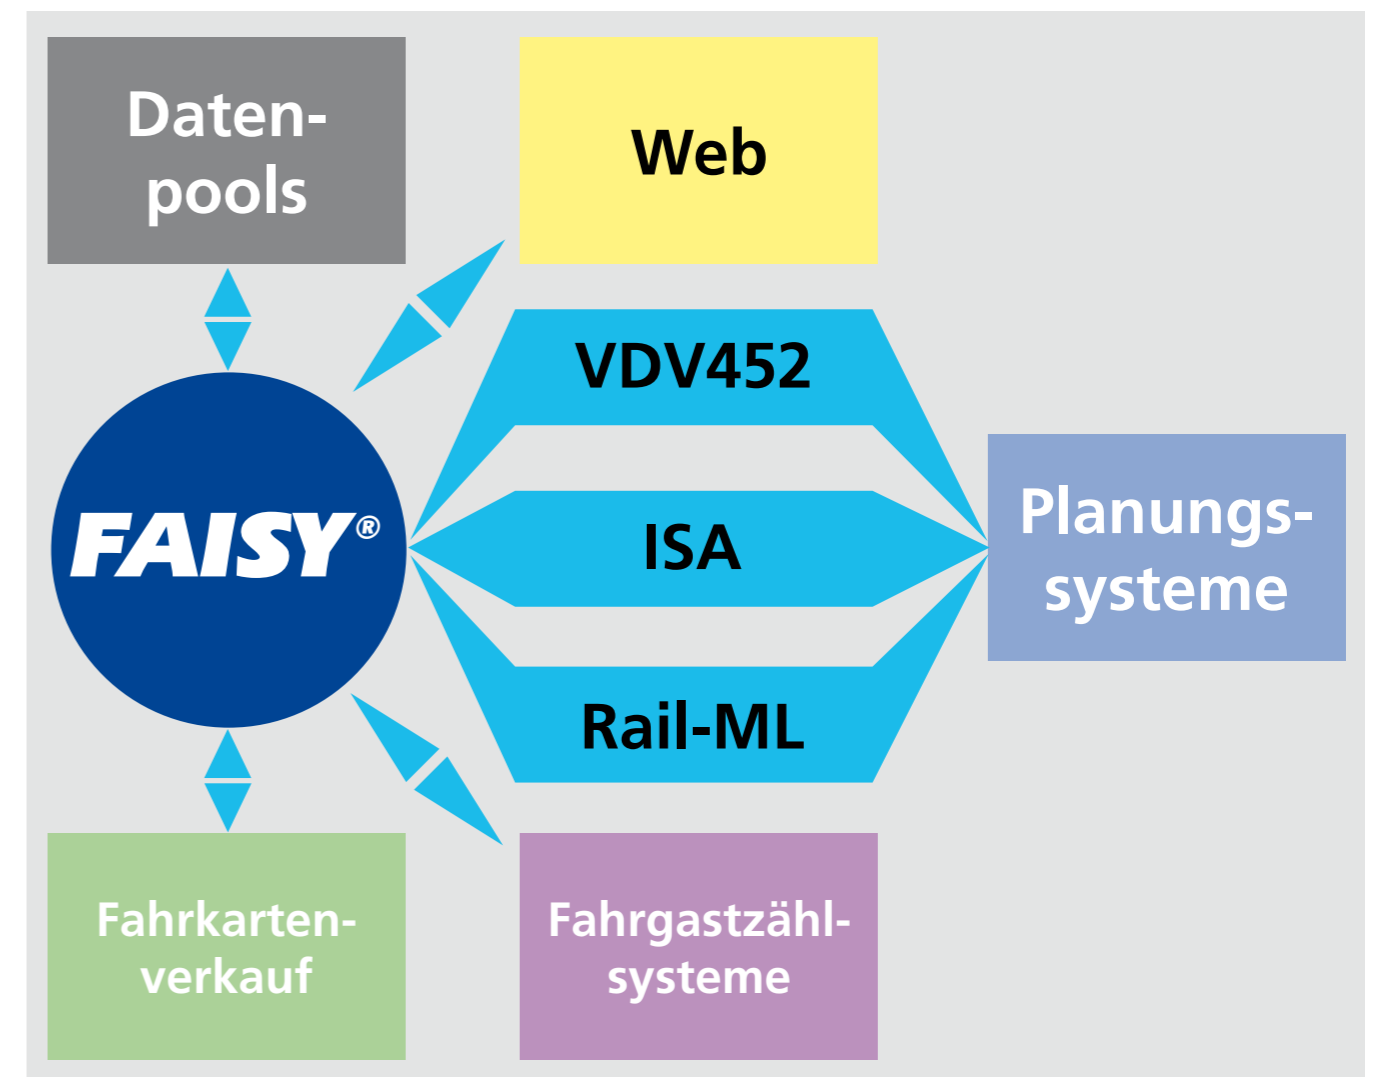 Daten-
pools
Web
VDV452
FAISY®
ISA
Planungs-
systeme
Rail-ML
Fahrkarten-
verkauf
Fahrgastzähl-
systeme